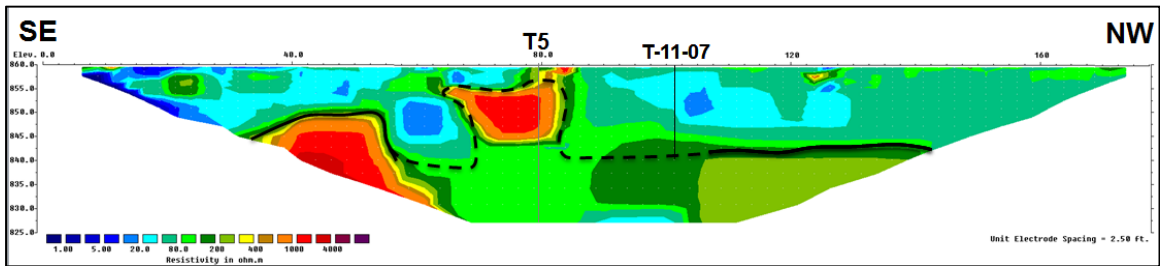 SE NW
T5
T-11-07
Elev. 0.0 40.0 80.0 120 160
860.0
855.0
850.0
845.0
840.0
835.0
830.0
825.0
1.00 5.00 20.0 80.0 200 400 1000 4000
Resistivity in ohm.m
Unit Electrode Spacing = 2.50 ft.